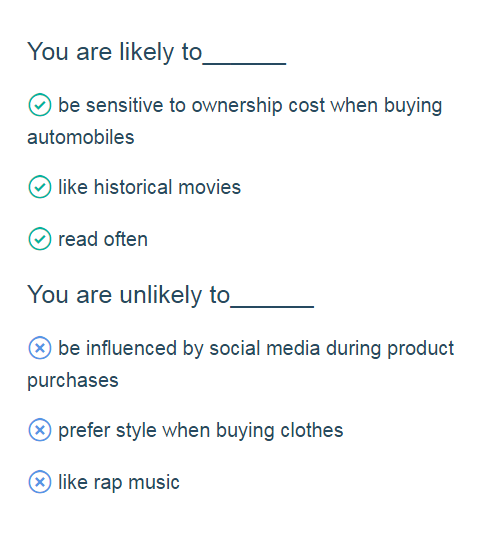 You are likely to______
be sensitive to ownership cost when buying
automobiles
like historical movies
read often
You are unlikely to______
be influenced by social media during product
purchases
prefer style when buying clothes
like rap music